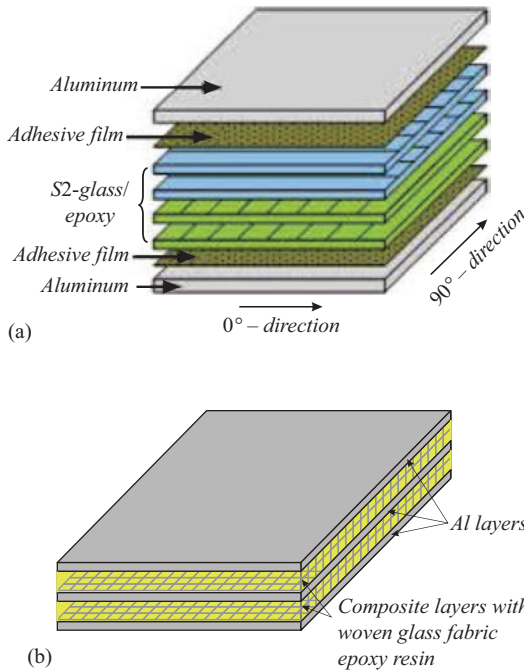 Aluminum
Adhesive film
S2-glass/
epoxy
Adhesive film
Aluminum
0° – direction
90° – direction
(a)
Al layers
Composite layers with
woven glass fabric
epoxy resin
(b)